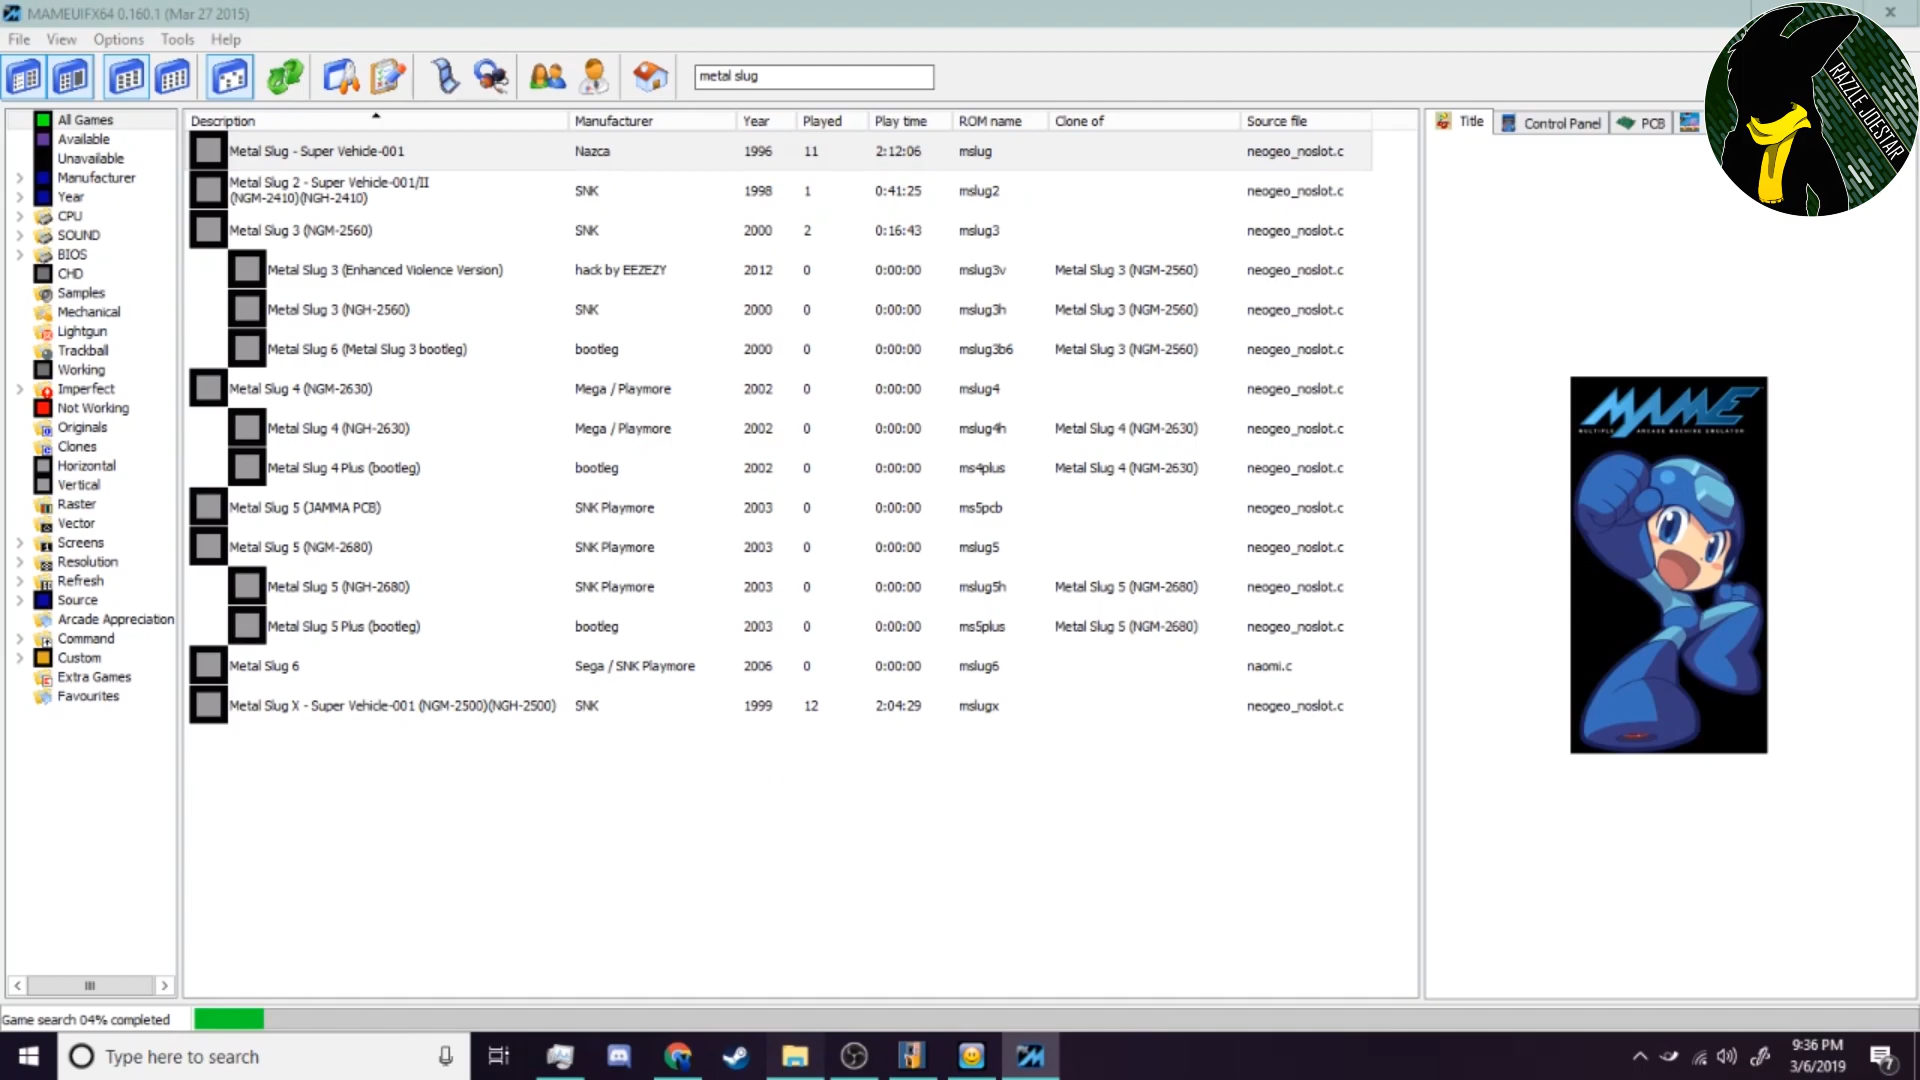 MAMEUIFX64 0.160.1 (Mar 27 2015)
File View Options Tools Help
metal slug
All Games
Available
Unavailable
Manufacturer
Year
CPU
SOUND
BIOS
CHD
Samples
Mechanical
Lightgun
Trackball
Working
Imperfect
Not Working
Originals
Clones
Horizontal
Vertical
Raster
Vector
Screens
Resolution
Refresh
Source
Arcade Appreciation
Command
Custom
Extra Games
Favourites
Description Manufacturer Year Played Play time ROM name Clone of Source file
Metal Slug - Super Vehicle-001 Nazca 1996 11 2:12:06 mslug neogeo_noslot.c
Metal Slug 2 - Super Vehicle-001/II
(NGM-2410)(NGH-2410) SNK 1998 1 0:41:25 mslug2 neogeo_noslot.c
Metal Slug 3 (NGM-2560) SNK 2000 2 0:16:43 mslug3 neogeo_noslot.c
Metal Slug 3 (Enhanced Violence Version) hack by EEZEZY 2012 0 0:00:00 mslug3v Metal Slug 3 (NGM-2560) neogeo_noslot.c
Metal Slug 3 (NGH-2560) SNK 2000 0 0:00:00 mslug3h Metal Slug 3 (NGM-2560) neogeo_noslot.c
Metal Slug 6 (Metal Slug 3 bootleg) bootleg 2000 0 0:00:00 mslug3b6 Metal Slug 3 (NGM-2560) neogeo_noslot.c
Metal Slug 4 (NGM-2630) Mega / Playmore 2002 0 0:00:00 mslug4 neogeo_noslot.c
Metal Slug 4 (NGH-2630) Mega / Playmore 2002 0 0:00:00 mslug4h Metal Slug 4 (NGM-2630) neogeo_noslot.c
Metal Slug 4 Plus (bootleg) bootleg 2002 0 0:00:00 ms4plus Metal Slug 4 (NGM-2630) neogeo_noslot.c
Metal Slug 5 (JAMMA PCB) SNK Playmore 2003 0 0:00:00 ms5pcb neogeo_noslot.c
Metal Slug 5 (NGM-2680) SNK Playmore 2003 0 0:00:00 mslug5 neogeo_noslot.c
Metal Slug 5 (NGH-2680) SNK Playmore 2003 0 0:00:00 mslug5h Metal Slug 5 (NGM-2680) neogeo_noslot.c
Metal Slug 5 Plus (bootleg) bootleg 2003 0 0:00:00 ms5plus Metal Slug 5 (NGM-2680) neogeo_noslot.c
Metal Slug 6 Sega / SNK Playmore 2006 0 0:00:00 mslug6 naomi.c
Metal Slug X - Super Vehicle-001 (NGM-2500)(NGH-2500) SNK 1999 12 2:04:29 mslugx neogeo_noslot.c
Title Control Panel PCB
RAZZLE JOESTAR
MAME
MULTIPLE ARCADE MACHINE EMULATOR
Game search 04% completed
Type here to search
9:36 PM
3/6/2019
7